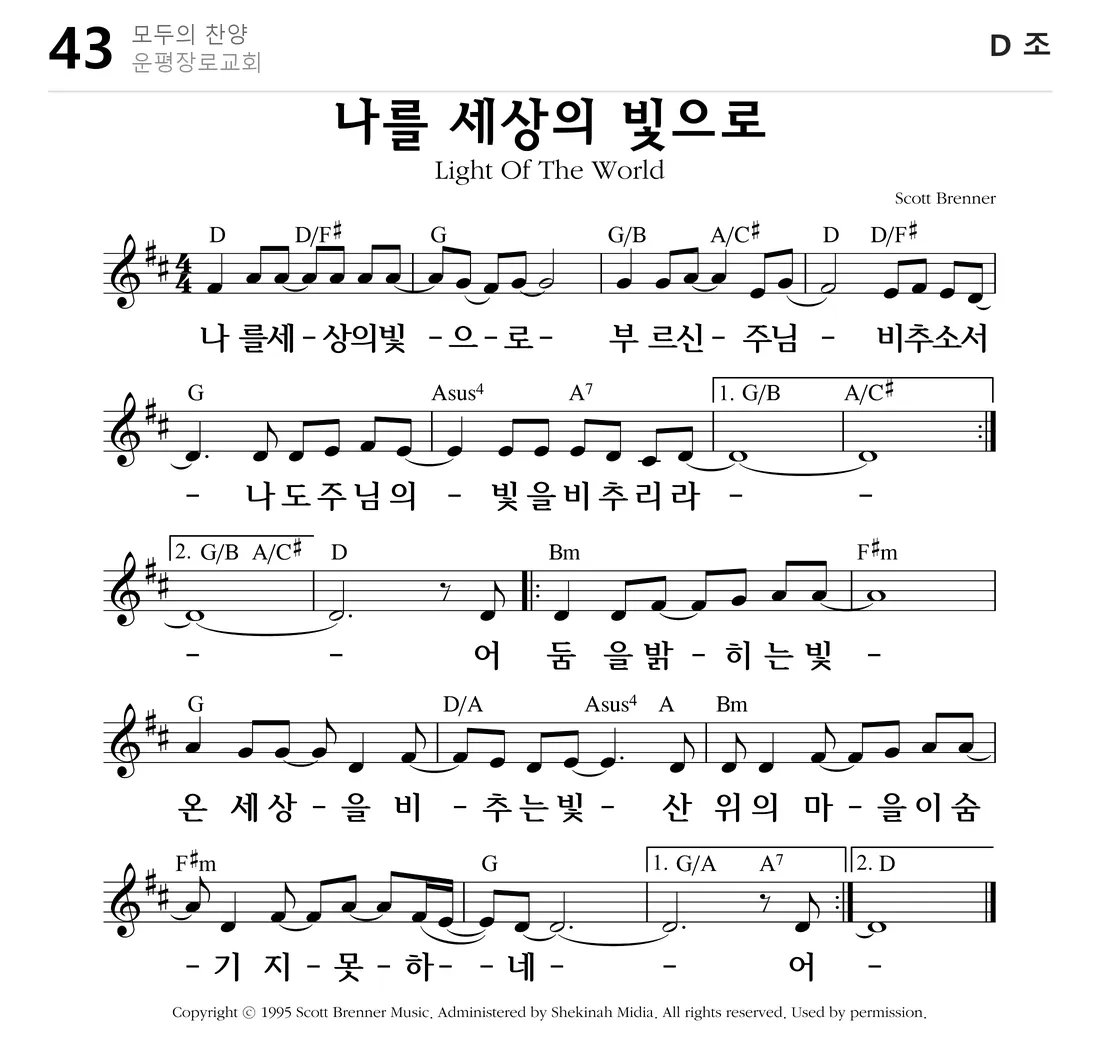 43 모두의 찬양
운평장로교회
D 조
나를 세상의 빛으로
Light Of The World
Scott Brenner
D D/F♯ G G/B A/C♯ D D/F♯
4
4
나 를세 - 상의빛 - 으 - 로 - 부 르신 - 주님 - 비추소서
G Asus4 A7 1. G/B A/C♯
- 나 도 주 님 의 - 빛 을 비 추 리 라 - -
2. G/B A/C♯ D Bm F♯m
- - 어 둠 을 밝 - 히 는 빛 -
G D/A Asus4 A Bm
온 세 상 - 을 비 - 추 는 빛 - 산 위 의 마 - 을 이 숨
F♯m G 1. G/A A7 2. D
- 기 지 - 못 - 하 - - 네 - - 어 -
Copyright © 1995 Scott Brenner Music. Administered by Shekinah Midia. All rights reserved. Used by permission.